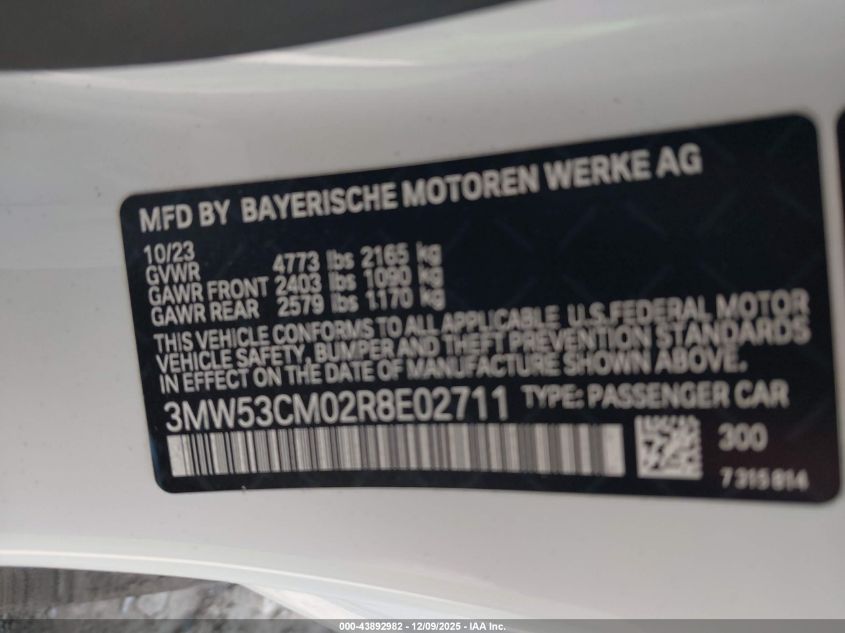 MFD BY BAYERISCHE MOTOREN WERKE AG
10/23
GVWR 4773 lbs 2165 kg
GAWR FRONT 2403 lbs 1090 kg
GAWR REAR 2579 lbs 1170 kg
THIS VEHICLE CONFORMS TO ALL APPLICABLE U.S.FEDERAL MOTOR
VEHICLE SAFETY, BUMPER AND THEFT PREVENTION STANDARDS
IN EFFECT ON THE DATE OF MANUFACTURE SHOWN ABOVE.
3MW53CM02R8E02711 TYPE: PASSENGER CAR
300
7315814
000-43892982 - 12/09/2025 - IAA Inc.